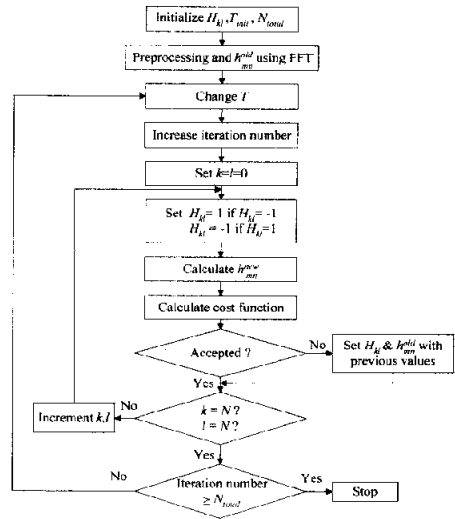 Initialize H_kl, T_init, N_total
Preprocessing and h_mn^old using FFT
Change T
Increase iteration number
Set k=l=0
Set H_kl= 1 if H_kl= -1
H_kl = -1 if H_kl=1
Calculate h_mn^new
Calculate cost function
Accepted ?
No
Set H_kl & h_mn^old with
previous values
Yes
Increment k,l
No
k = N ?
l = N ?
Yes
No
Iteration number
≥ N_total
Yes
Stop